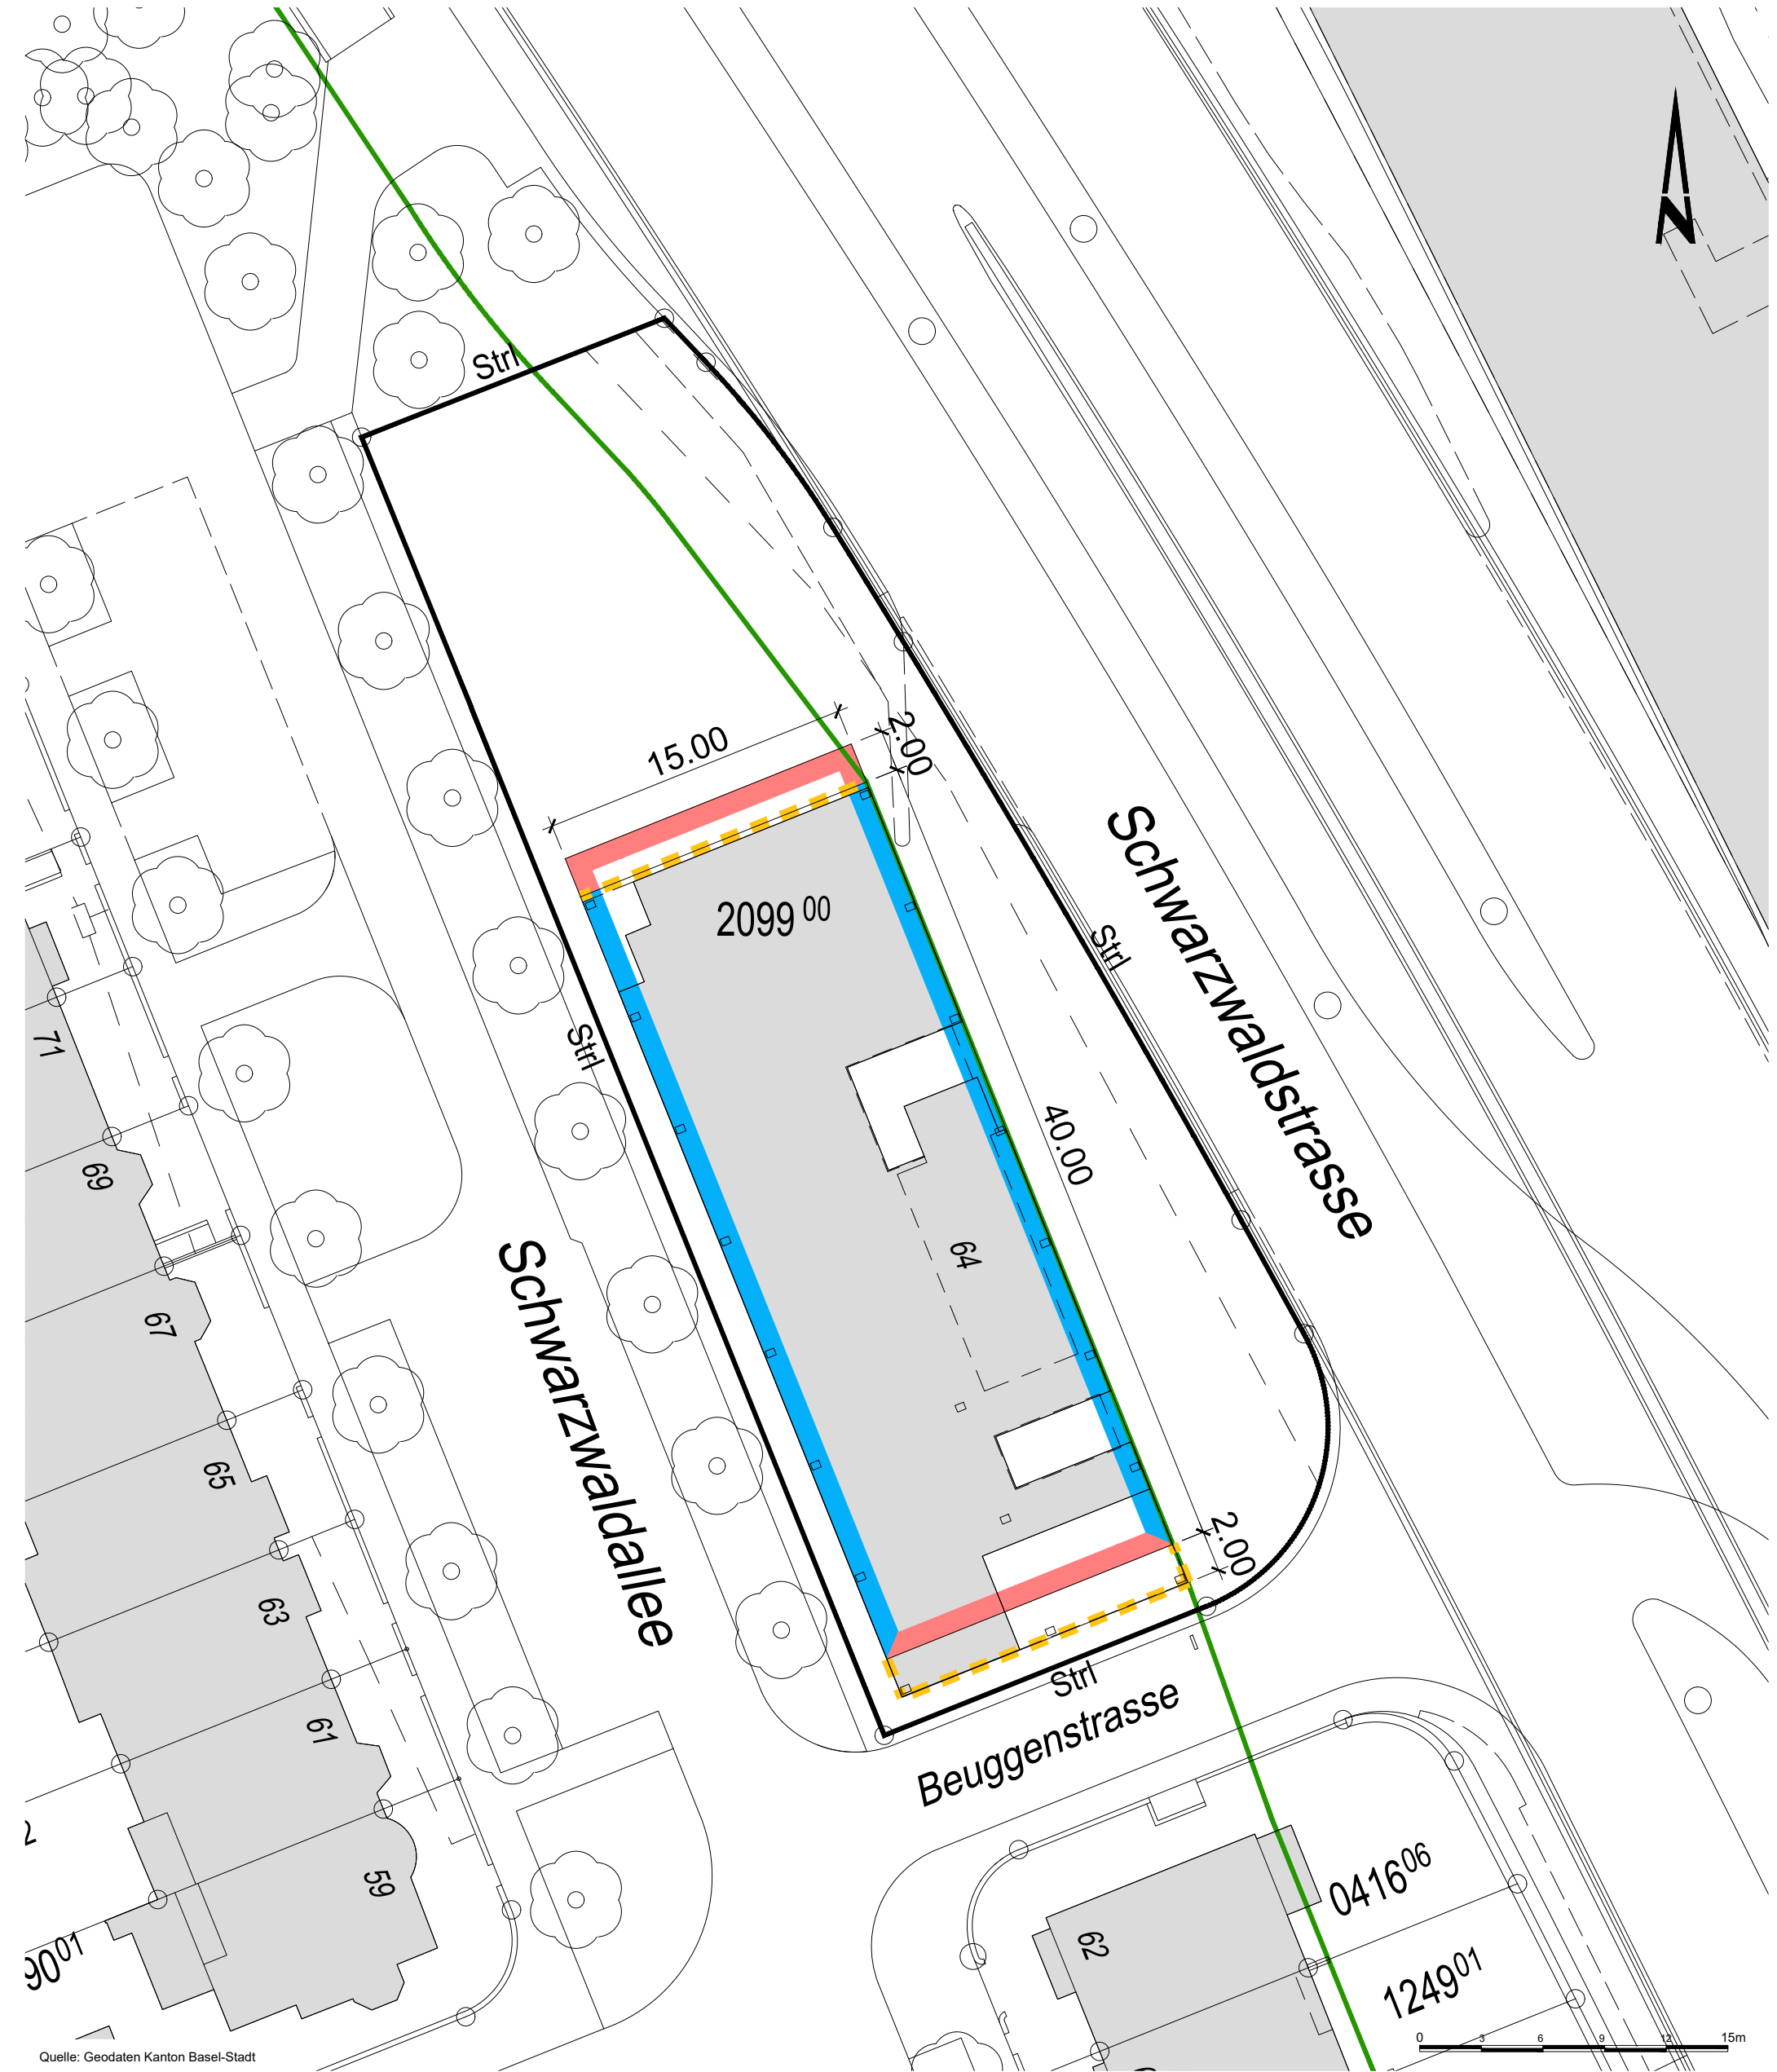 N
Strl
15.00
2.00
2099 00
Schwarzwaldstrasse
Strl
Strl
71
40.00
69
64
67
Schwarzwaldallee
65
2.00
63
Strl
61
Beuggenstrasse
2
59
0416 06
62
90 01
1249 01
0 3 6 9 12 15m
Quelle: Geodaten Kanton Basel-Stadt